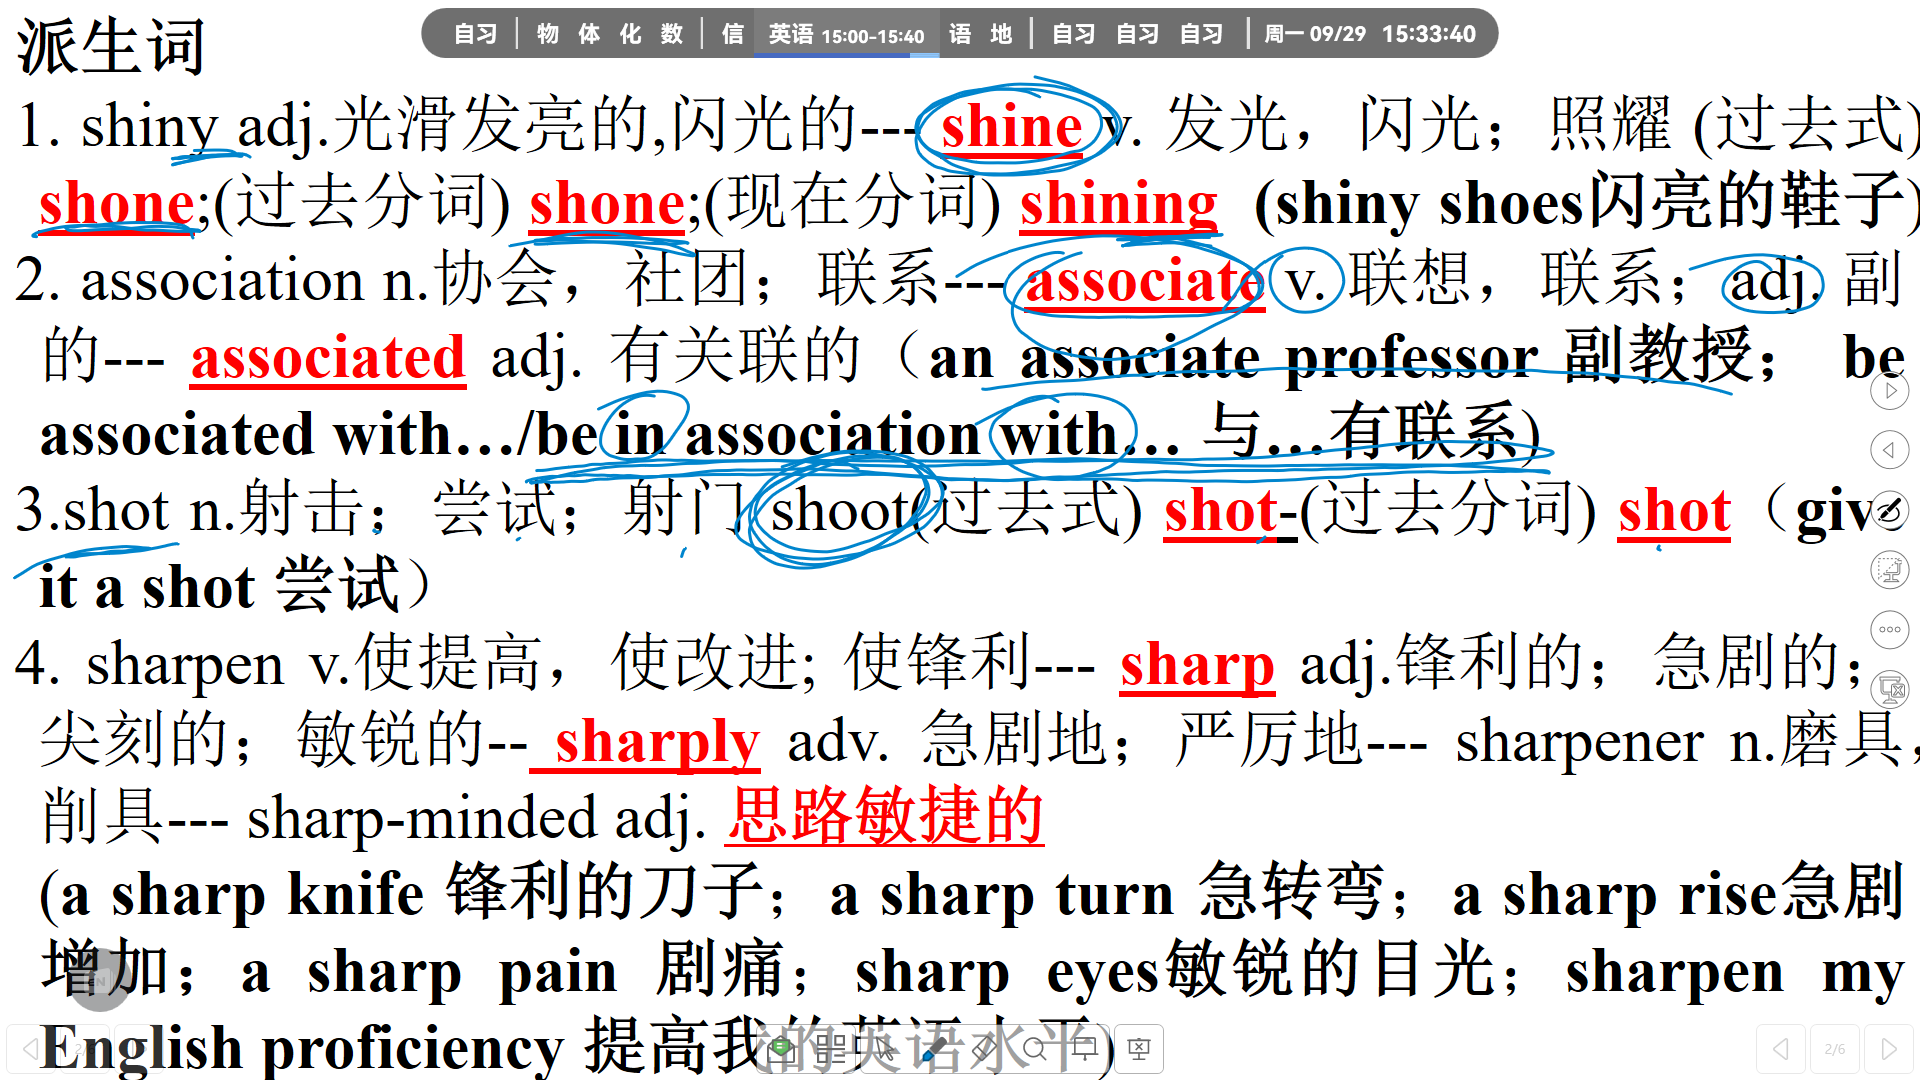 自习 | 物 体 化 数 | 信 英语 15:00-15:40 语 地 | 自习 自习 自习 | 周一 09/29 15:33:40
派生词
1. shiny adj.光滑发亮的,闪光的--- shine v. 发光，闪光；照耀 (过去式)
shone;(过去分词) shone;(现在分词) shining (shiny shoes闪亮的鞋子)
2. association n.协会，社团；联系--- associate v. 联想，联系；adj. 副
的--- associated adj. 有关联的（an associate professor 副教授； be
associated with…/be in association with… 与…有联系)
3.shot n.射击；尝试；射门 shoot(过去式) shot-(过去分词) shot（giv
it a shot 尝试）
4. sharpen v.使提高，使改进; 使锋利--- sharp adj.锋利的；急剧的；
尖刻的；敏锐的-- sharply adv. 急剧地；严厉地--- sharpener n.磨具，
削具--- sharp-minded adj. 思路敏捷的
(a sharp knife 锋利的刀子；a sharp turn 急转弯；a sharp rise急剧
增加；a sharp pain 剧痛；sharp eyes敏锐的目光；sharpen my
English proficiency 提高我的英语水平)
EN
2/6
2/6